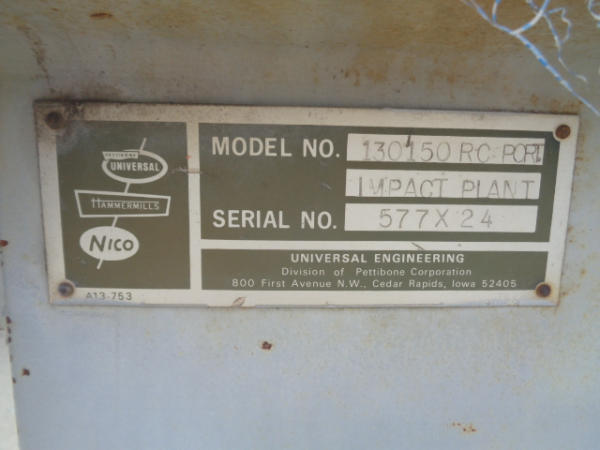 PETTIBONE
UNIVERSAL
HAMMERMILLS
NICO
A13-753
MODEL NO. 130150 RC PORT
IMPACT PLANT
SERIAL NO. 577X24
UNIVERSAL ENGINEERING
Division of Pettibone Corporation
800 First Avenue N.W., Cedar Rapids, Iowa 52405